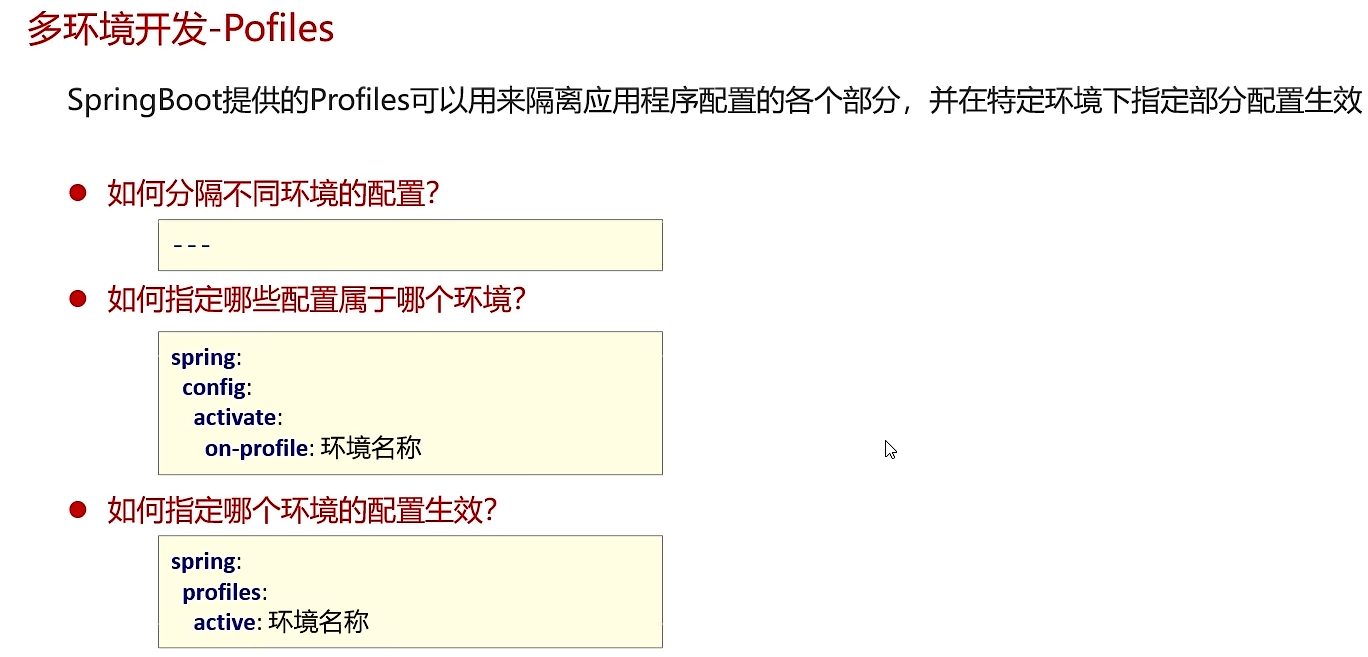 多环境开发-Pofiles
SpringBoot提供的Profiles可以用来隔离应用程序配置的各个部分，并在特定环境下指定部分配置生效
● 如何分隔不同环境的配置？
---
● 如何指定哪些配置属于哪个环境？
spring:
  config:
    activate:
      on-profile: 环境名称
● 如何指定哪个环境的配置生效？
spring:
  profiles:
    active: 环境名称